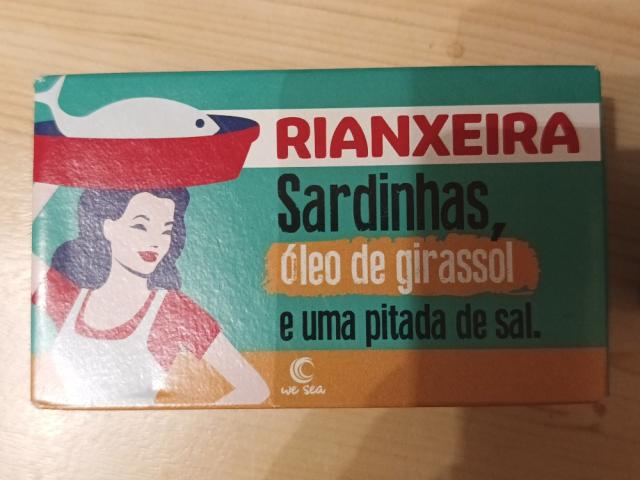 RIANXEIRA
Sardinhas,
óleo de girassol
e uma pitada de sal.
we sea